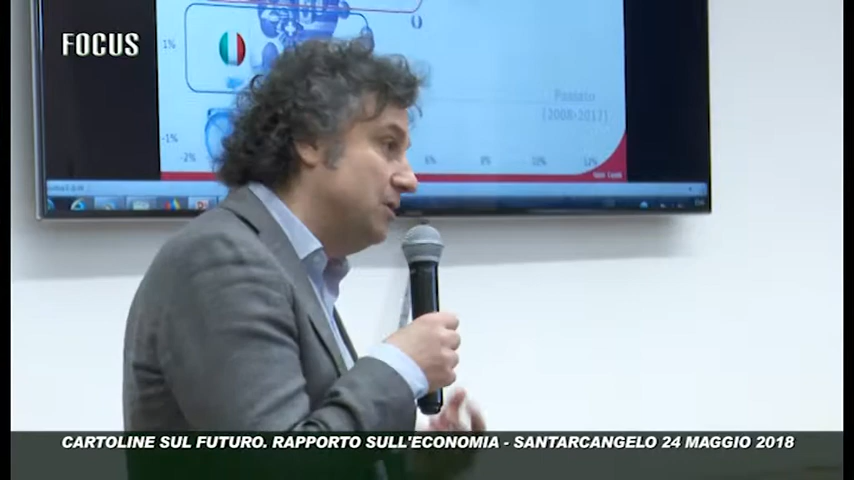 FOCUS
1%
-1%
-2%
6%
8%
10%
12%
Passato
(2008-2017)
CARTOLINE SUL FUTURO. RAPPORTO SULL'ECONOMIA - SANTARCANGELO 24 MAGGIO 2018